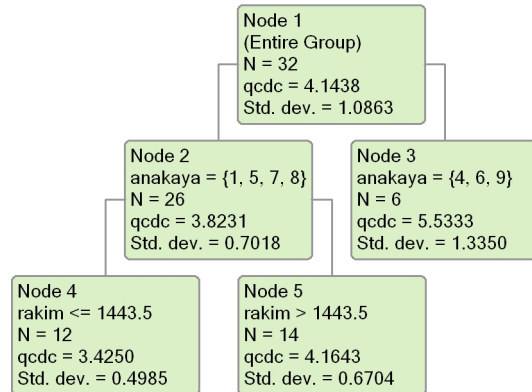 Node 1
(Entire Group)
N = 32
qcdc = 4.1438
Std. dev. = 1.0863
Node 2
anakaya = {1, 5, 7, 8}
N = 26
qcdc = 3.8231
Std. dev. = 0.7018
Node 3
anakaya = {4, 6, 9}
N = 6
qcdc = 5.5333
Std. dev. = 1.3350
Node 4
rakim <= 1443.5
N = 12
qcdc = 3.4250
Std. dev. = 0.4985
Node 5
rakim > 1443.5
N = 14
qcdc = 4.1643
Std. dev. = 0.6704